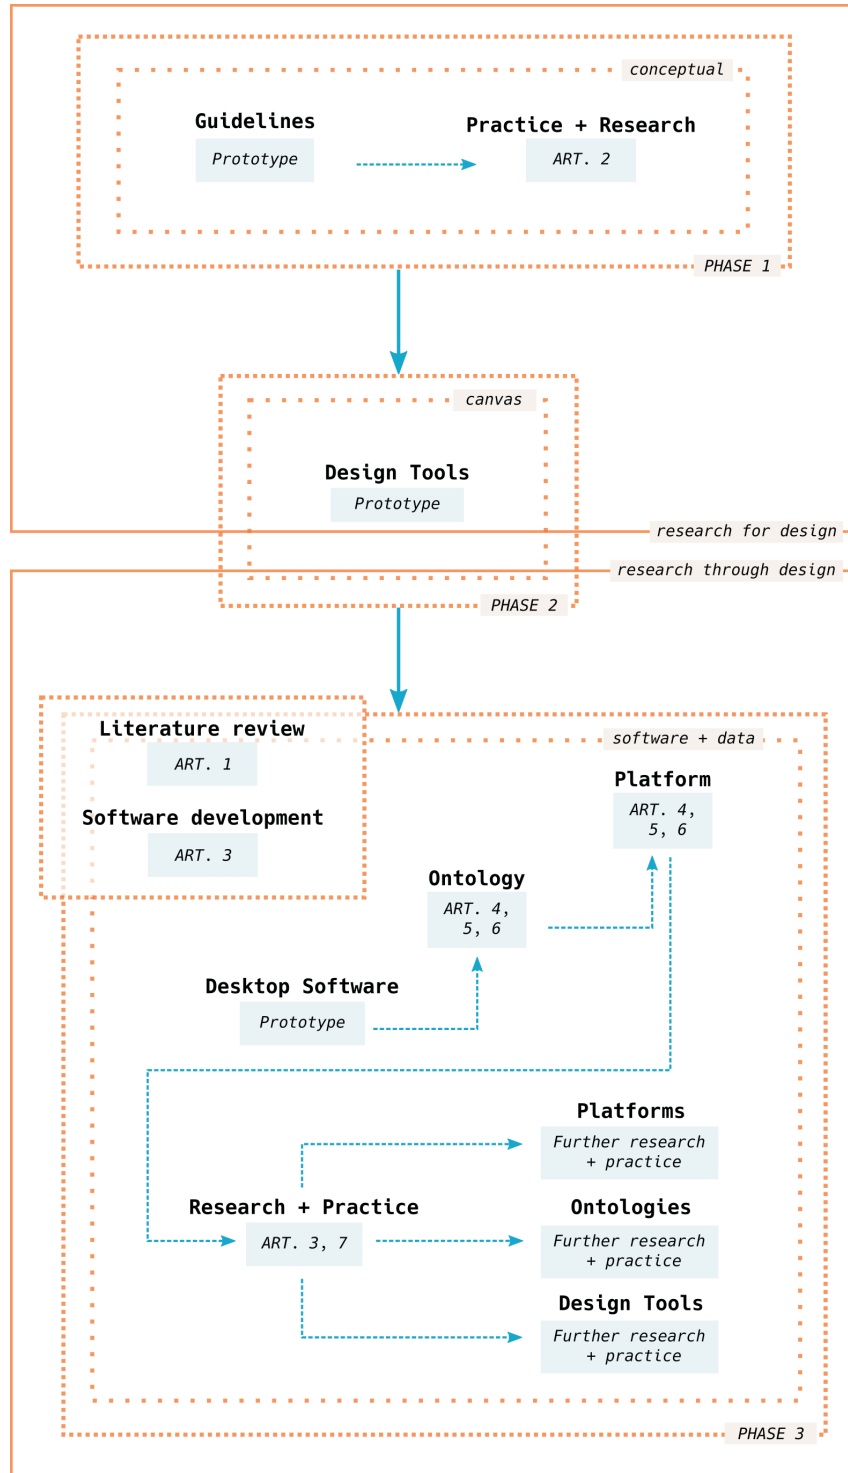 conceptual
Guidelines
Prototype
Practice + Research
ART. 2
PHASE 1
canvas
Design Tools
Prototype
research for design
research through design
PHASE 2
Literature review
ART. 1
Software development
ART. 3
software + data
Platform
ART. 4,
5, 6
Ontology
ART. 4,
5, 6
Desktop Software
Prototype
Platforms
Further research
+ practice
Research + Practice
ART. 3, 7
Ontologies
Further research
+ practice
Design Tools
Further research
+ practice
PHASE 3